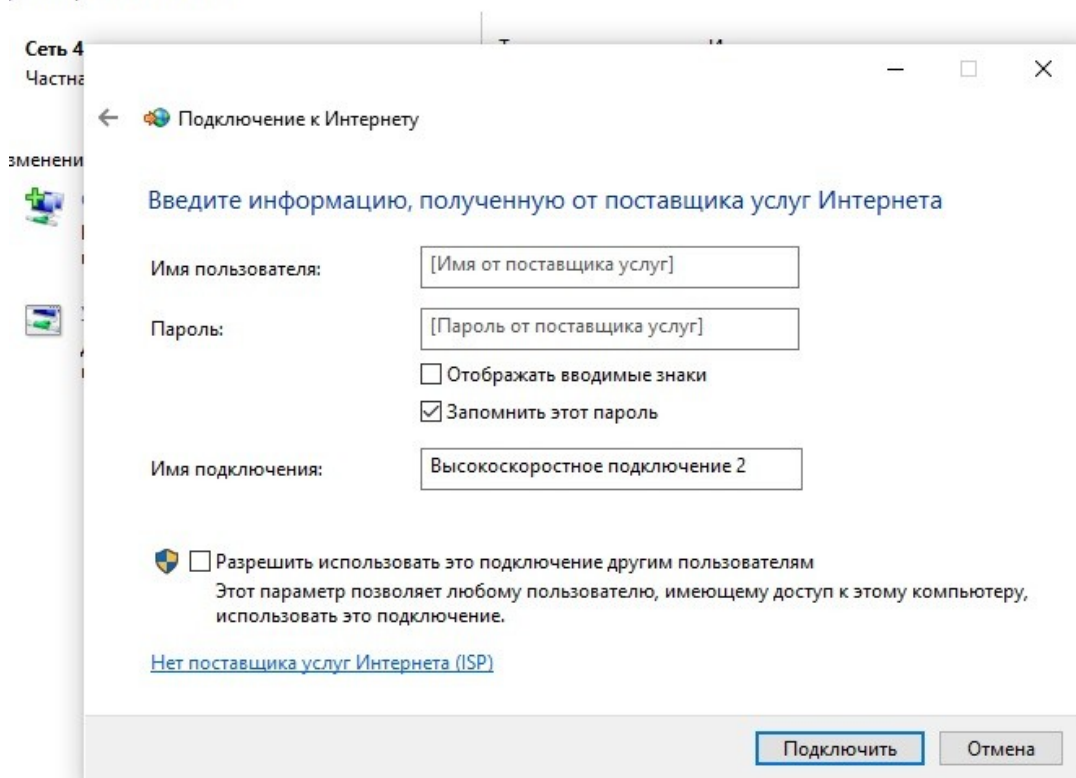 Сеть 4
Частна
Подключение к Интернету
зменени
Введите информацию, полученную от поставщика услуг Интернета
Имя пользователя:
[Имя от поставщика услуг]
Пароль:
[Пароль от поставщика услуг]
Отображать вводимые знаки
Запомнить этот пароль
Имя подключения:
Высокоскоростное подключение 2
Разрешить использовать это подключение другим пользователям
Этот параметр позволяет любому пользователю, имеющему доступ к этому компьютеру,
использовать это подключение.
Нет поставщика услуг Интернета (ISP)
Подключить
Отмена